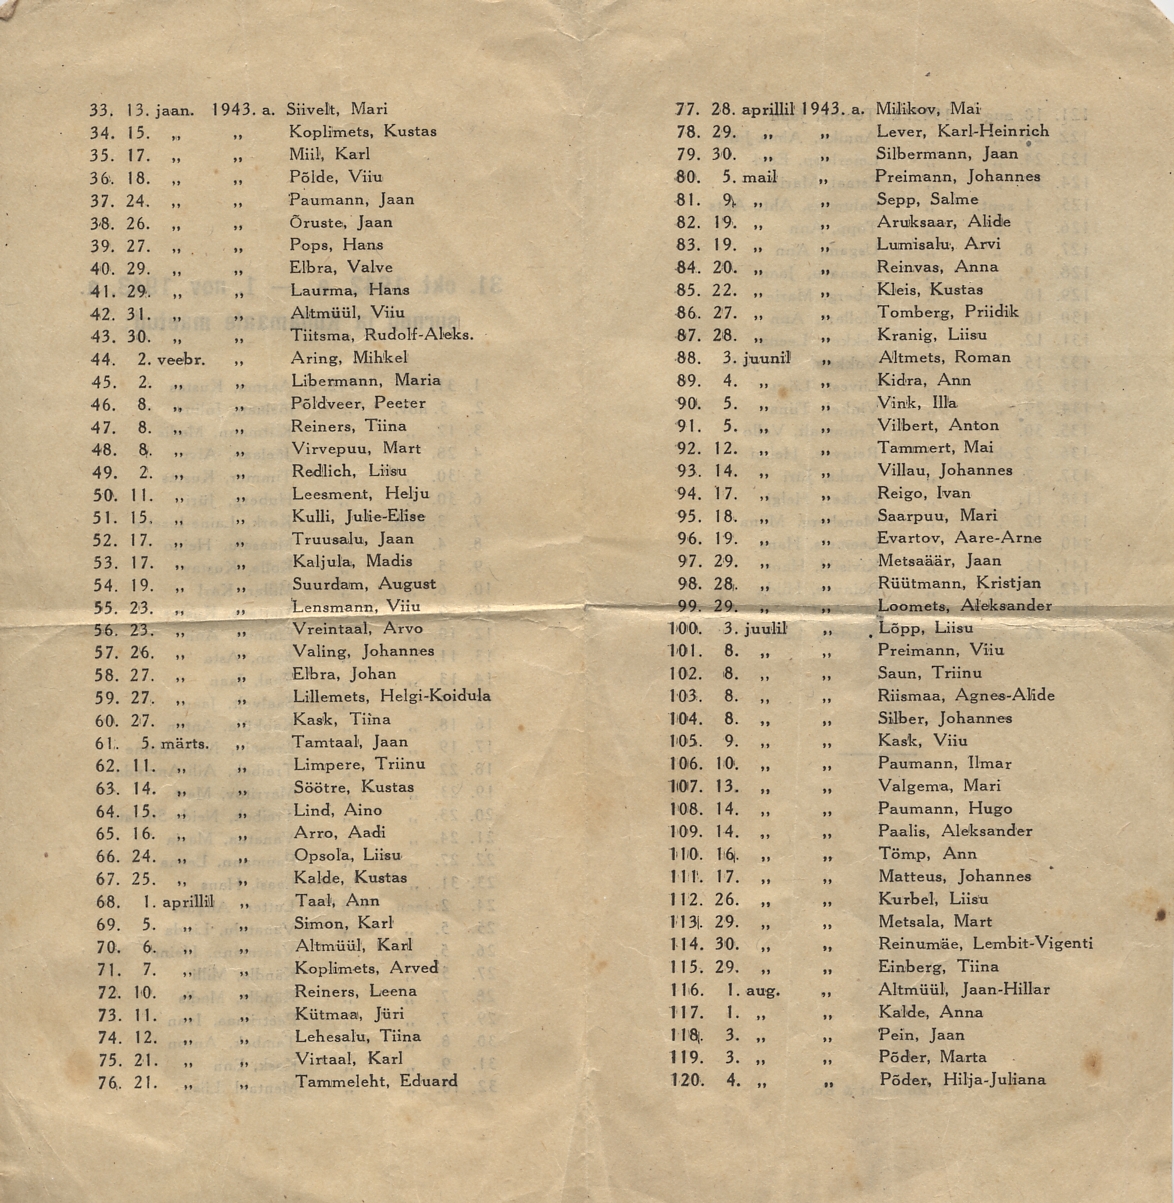 33. 13. jaan. 1943. a. Siivelt, Mari
34. 15. „ „ Koplimets, Kustas
35. 17. „ „ Miil, Karl
36. 18. „ „ Põlde, Viiu
37. 24. „ „ Paumann, Jaan
38. 26. „ „ Õruste, Jaan
39. 27. „ „ Pops, Hans
40. 29. „ „ Elbra, Valve
41. 29. „ „ Laurma, Hans
42. 31. „ „ Altmüül, Viiu
43. 30. „ „ Tiitsma, Rudolf-Aleks.
44. 2. veebr. „ Aring, Mihkel
45. 2. „ „ Libermann, Maria
46. 8. „ „ Põldveer, Peeter
47. 8. „ „ Reiners, Tiina
48. 8. „ „ Virvepuu, Mart
49. 2. „ „ Redlich, Liisu
50. 11. „ „ Leesment, Helju
51. 15. „ „ Kulli, Julie-Elise
52. 17. „ „ Truusalu, Jaan
53. 17. „ „ Kaljula, Madis
54. 19. „ „ Suurdam, August
55. 23. „ „ Lensmann, Viiu
56. 23. „ „ Vreintaal, Arvo
57. 26. „ „ Valing, Johannes
58. 27. „ „ Elbra, Johan
59. 27. „ „ Lillemets, Helgi-Koidula
60. 27. „ „ Kask, Tiina
61. 5. märts. „ Tamtaal, Jaan
62. 11. „ „ Limpere, Triinu
63. 14. „ „ Söötre, Kustas
64. 15. „ „ Lind, Aino
65. 16. „ „ Arro, Aadi
66. 24. „ „ Opsola, Liisu
67. 25. „ „ Kalde, Kustas
68. 1. aprillil „ Taal, Ann
69. 5. „ „ Simon, Karl
70. 6. „ „ Altmüül, Karl
71. 7. „ „ Koplimets, Arved
72. 10. „ „ Reiners, Leena
73. 11. „ „ Kütmaa, Jüri
74. 12. „ „ Lehesalu, Tiina
75. 21. „ „ Virtaal, Karl
76. 21. „ „ Tammeleht, Eduard
77. 28. aprillil 1943. a. Milikov, Mai
78. 29. „ „ Lever, Karl-Heinrich
79. 30. „ „ Silbermann, Jaan
80. 5. mail „ Preimann, Johannes
81. 9. „ „ Sepp, Salme
82. 19. „ „ Aruksaar, Alide
83. 19. „ „ Lumisalu, Arvi
84. 20. „ „ Reinvas, Anna
85. 22. „ „ Kleis, Kustas
86. 27. „ „ Tomberg, Priidik
87. 28. „ „ Kranig, Liisu
88. 3. juunil „ Altmets, Roman
89. 4. „ „ Kidra, Ann
90. 5. „ „ Vink, Illa
91. 5. „ „ Vilbert, Anton
92. 12. „ „ Tammert, Mai
93. 14. „ „ Villau, Johannes
94. 17. „ „ Reigo, Ivan
95. 18. „ „ Saarpuu, Mari
96. 19. „ „ Evartov, Aare-Arne
97. 29. „ „ Metsaäär, Jaan
98. 28. „ „ Rüütmann, Kristjan
99. 29. „ „ Loomets, Aleksander
100. 3. juulil „ Lõpp, Liisu
101. 8. „ „ Preimann, Viiu
102. 8. „ „ Saun, Triinu
103. 8. „ „ Riismaa, Agnes-Alide
104. 8. „ „ Silber, Johannes
105. 9. „ „ Kask, Viiu
106. 10. „ „ Paumann, Ilmar
107. 13. „ „ Valgema, Mari
108. 14. „ „ Paumann, Hugo
109. 14. „ „ Paalis, Aleksander
110. 16. „ „ Tömp, Ann
111. 17. „ „ Matteus, Johannes
112. 26. „ „ Kurbel, Liisu
113. 29. „ „ Metsala, Mart
114. 30. „ „ Reinumäe, Lembit-Vigenti
115. 29. „ „ Einberg, Tiina
116. 1. aug. „ Altmüül, Jaan-Hillar
117. 1. „ „ Kalde, Anna
118. 3. „ „ Pein, Jaan
119. 3. „ „ Põder, Marta
120. 4. „ „ Põder, Hilja-Juliana